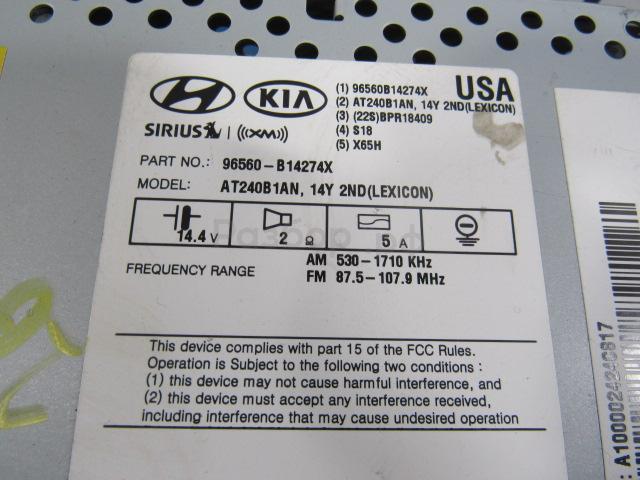 KIA
SIRIUS ((XM))
(1) 96560B14274X
(2) AT240B1AN, 14Y 2ND(LEXICON)
(3) (22S)BPR18409
(4) S18
(5) X65H
USA
PART NO.: 96560-B14274X
MODEL: AT240B1AN, 14Y 2ND(LEXICON)
14.4 V
2 Ω
5 A
FREQUENCY RANGE
AM 530-1710 KHz
FM 87.5-107.9 MHz
This device complies with part 15 of the FCC Rules.
Operation is Subject to the following two conditions :
(1) this device may not cause harmful interference, and
(2) this device must accept any interference received,
including interference that may cause undesired operation
: A1000024240817